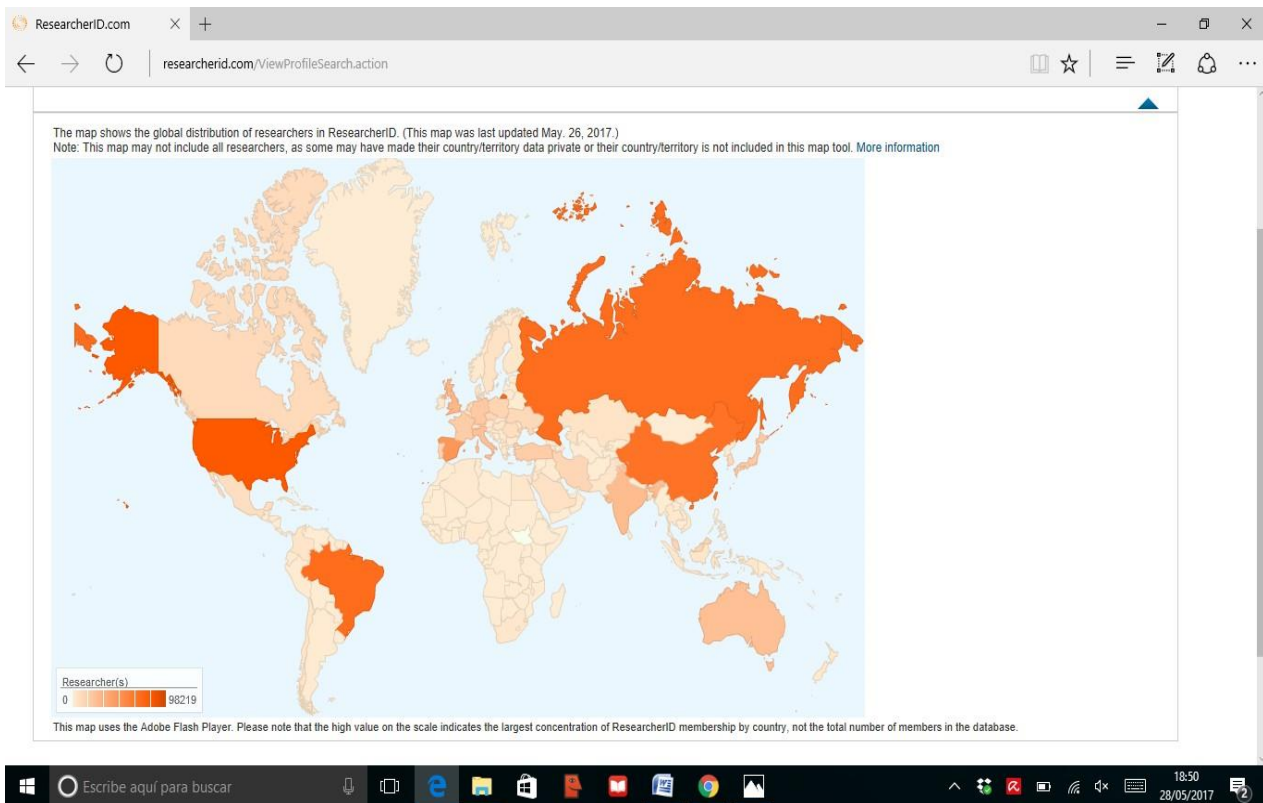 ResearcherID.com
researcherid.com/ViewProfileSearch.action
The map shows the global distribution of researchers in ResearcherID. (This map was last updated May. 26, 2017.)
Note: This map may not include all researchers, as some may have made their country/territory data private or their country/territory is not included in this map tool. More information
Researcher(s)
0 98219
This map uses the Adobe Flash Player. Please note that the high value on the scale indicates the largest concentration of ResearcherID membership by country, not the total number of members in the database.
Escribe aquí para buscar
18:50
28/05/2017
2